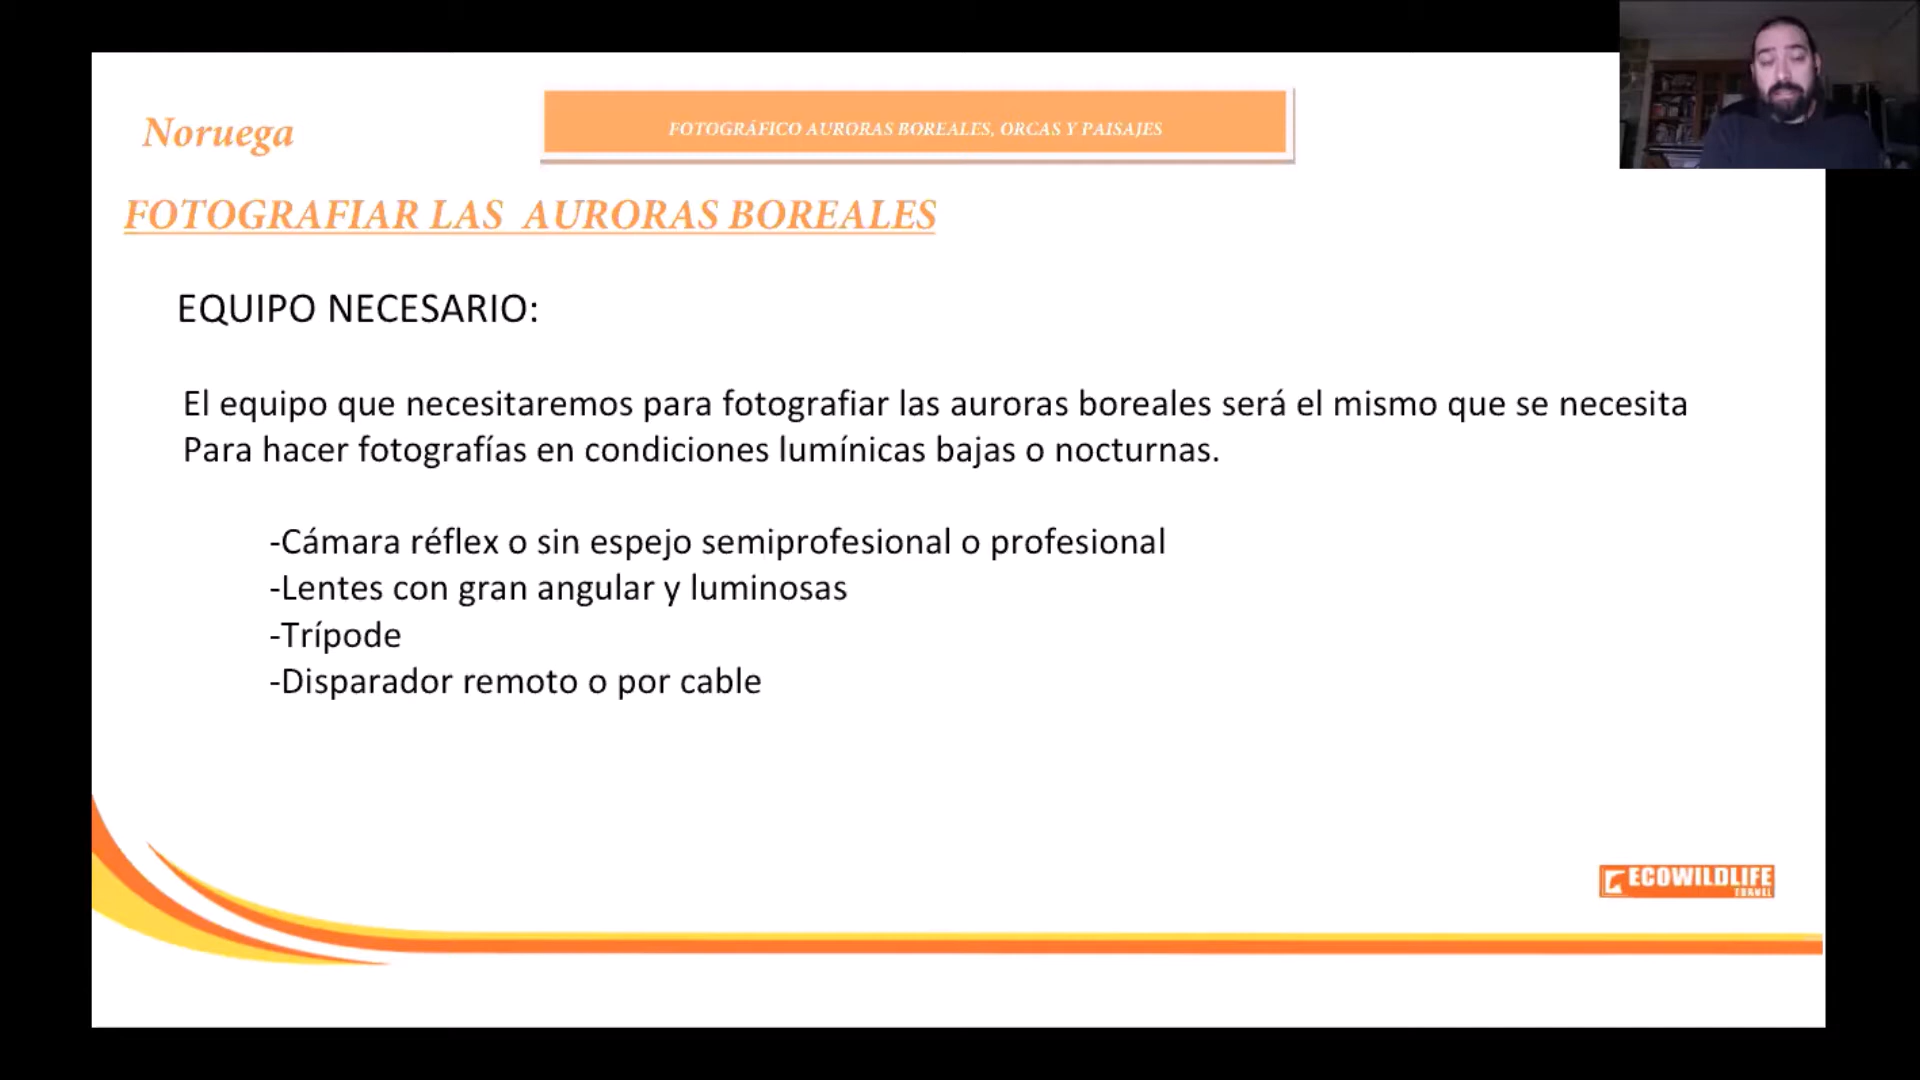 Noruega
FOTOGRÁFICO AURORAS BOREALES, ORCAS Y PAISAJES
FOTOGRAFIAR LAS AURORAS BOREALES
EQUIPO NECESARIO:
El equipo que necesitaremos para fotografiar las auroras boreales será el mismo que se necesita
Para hacer fotografías en condiciones lumínicas bajas o nocturnas.
-Cámara réflex o sin espejo semiprofesional o profesional
-Lentes con gran angular y luminosas
-Trípode
-Disparador remoto o por cable
ECOWILDLIFE
TRAVEL